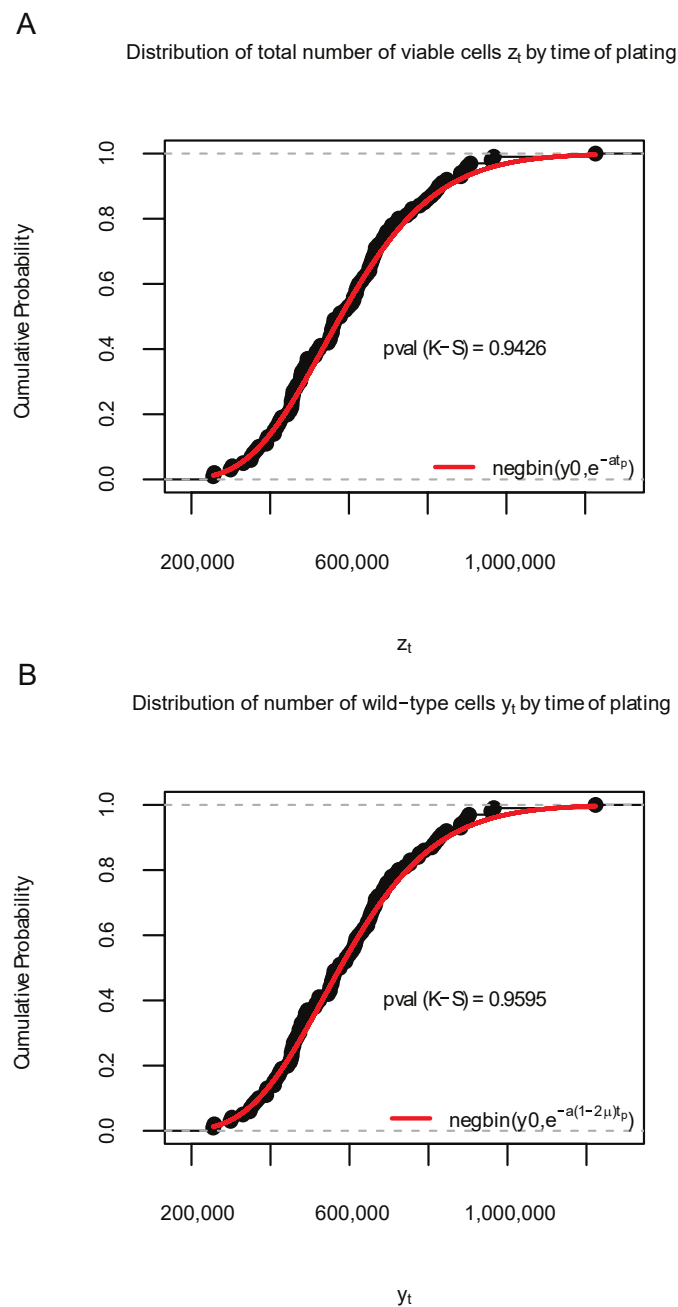 A
Distribution of total number of viable cells zt by time of plating
Cumulative Probability
1.0
0.8
0.6
0.4
0.2
0.0
pval (K−S) = 0.9426
negbin(y0,e−atp)
200,000 600,000 1,000,000
zt
B
Distribution of number of wild−type cells yt by time of plating
Cumulative Probability
1.0
0.8
0.6
0.4
0.2
0.0
pval (K−S) = 0.9595
negbin(y0,e−a(1−2μ)tp)
200,000 600,000 1,000,000
yt